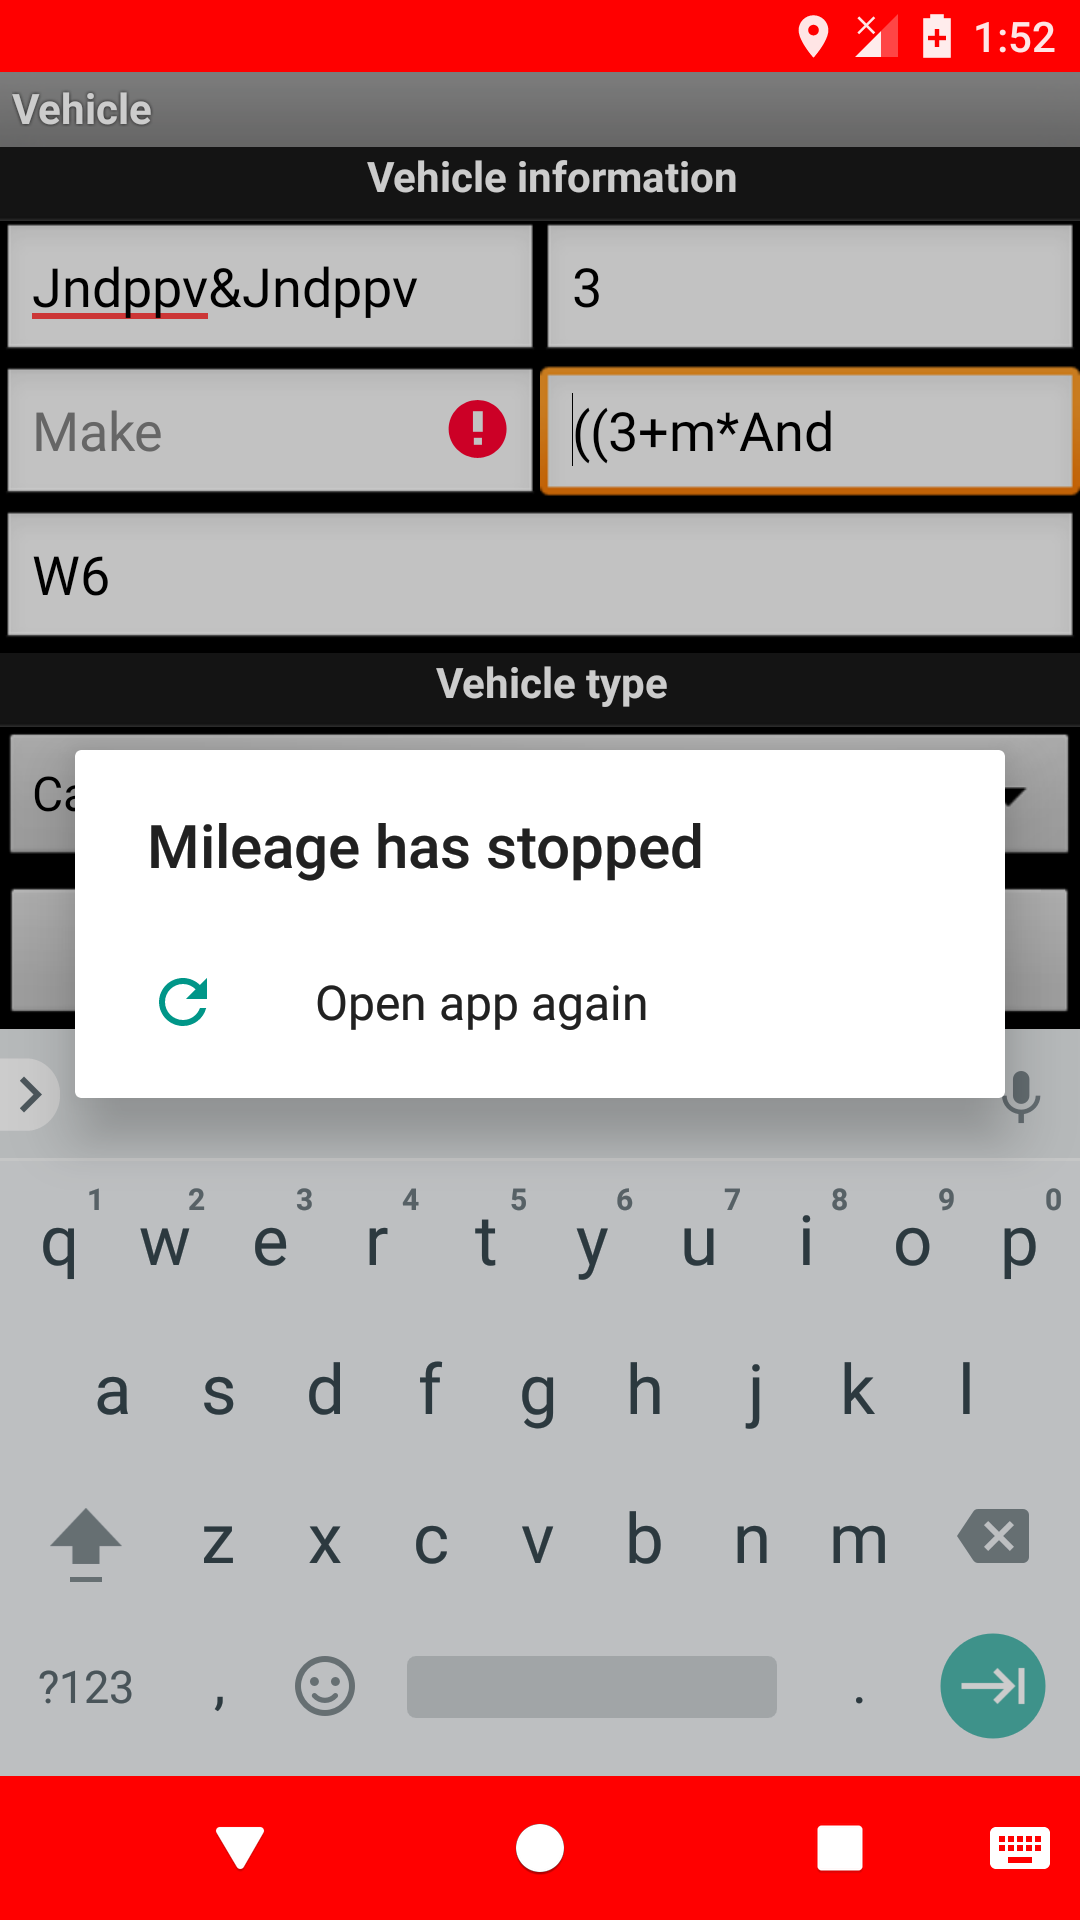 1:52
Vehicle
Vehicle information
Jndppv&Jndppv 3
Make ((3+m*And
W6
Vehicle type
Ca
Mileage has stopped
Open app again
1 2 3 4 5 6 7 8 9 0
q w e r t y u i o p
a s d f g h j k l
z x c v b n m
?123 , .